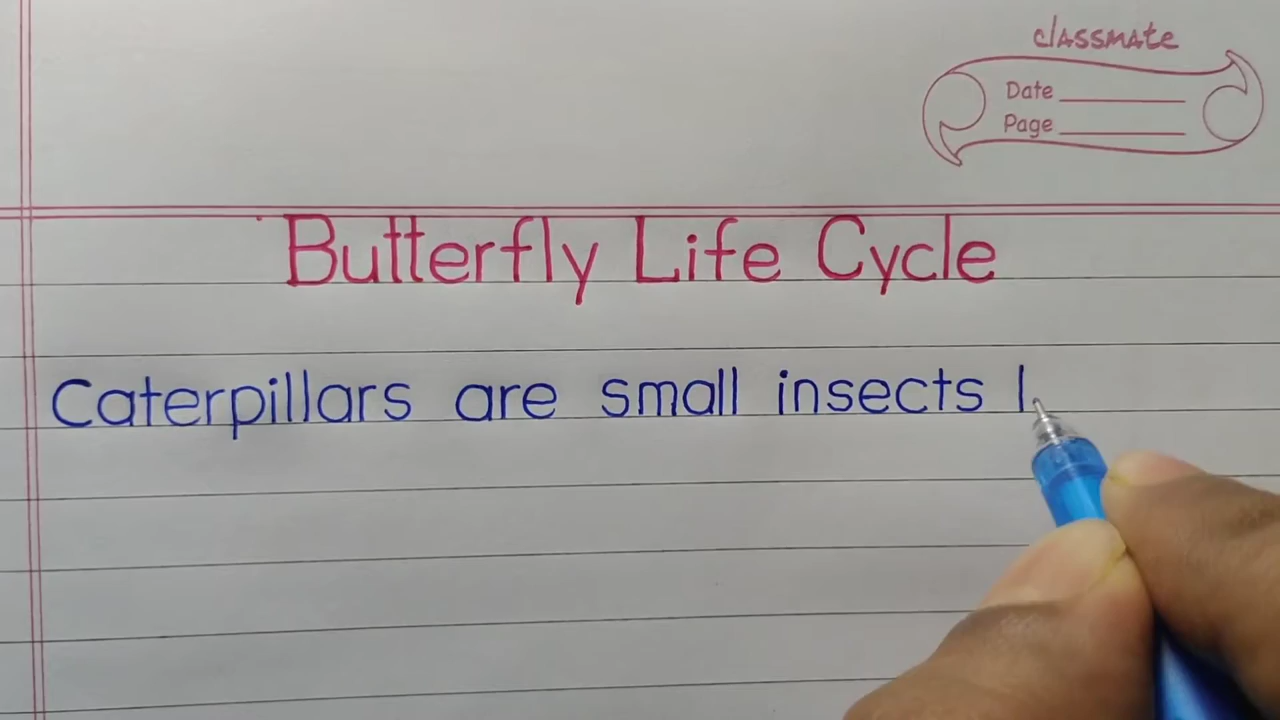 classmate
Date
Page
Butterfly Life Cycle
Caterpillars are small insects l